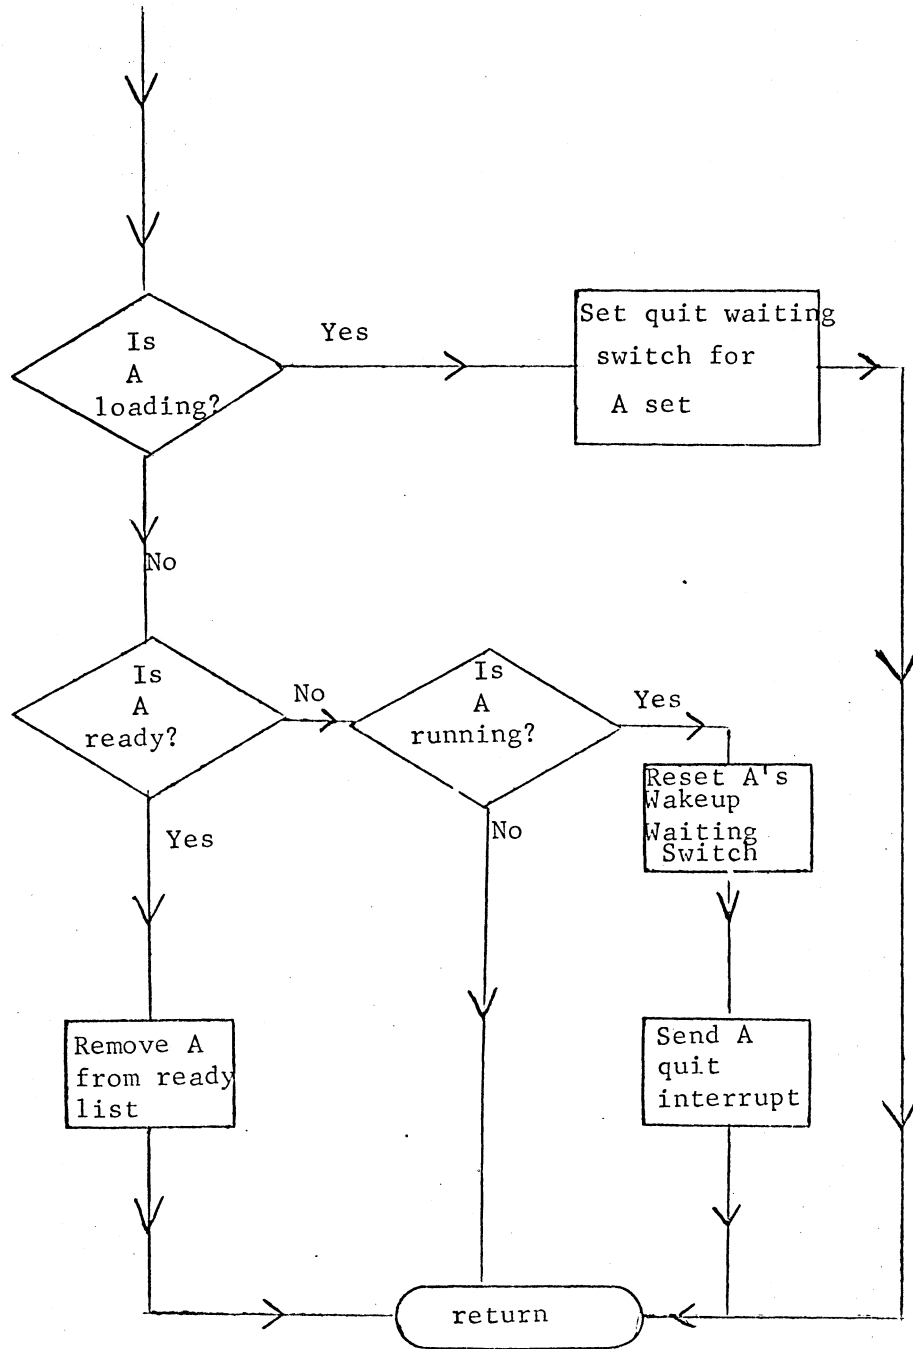 Is
A
loading?
Yes
Set quit waiting
switch for
A set
No
Is
A
ready?
No
Is
A
running?
Yes
Reset A's
Wakeup
Waiting
Switch
Yes
No
Remove A
from ready
list
Send A
quit
interrupt
return